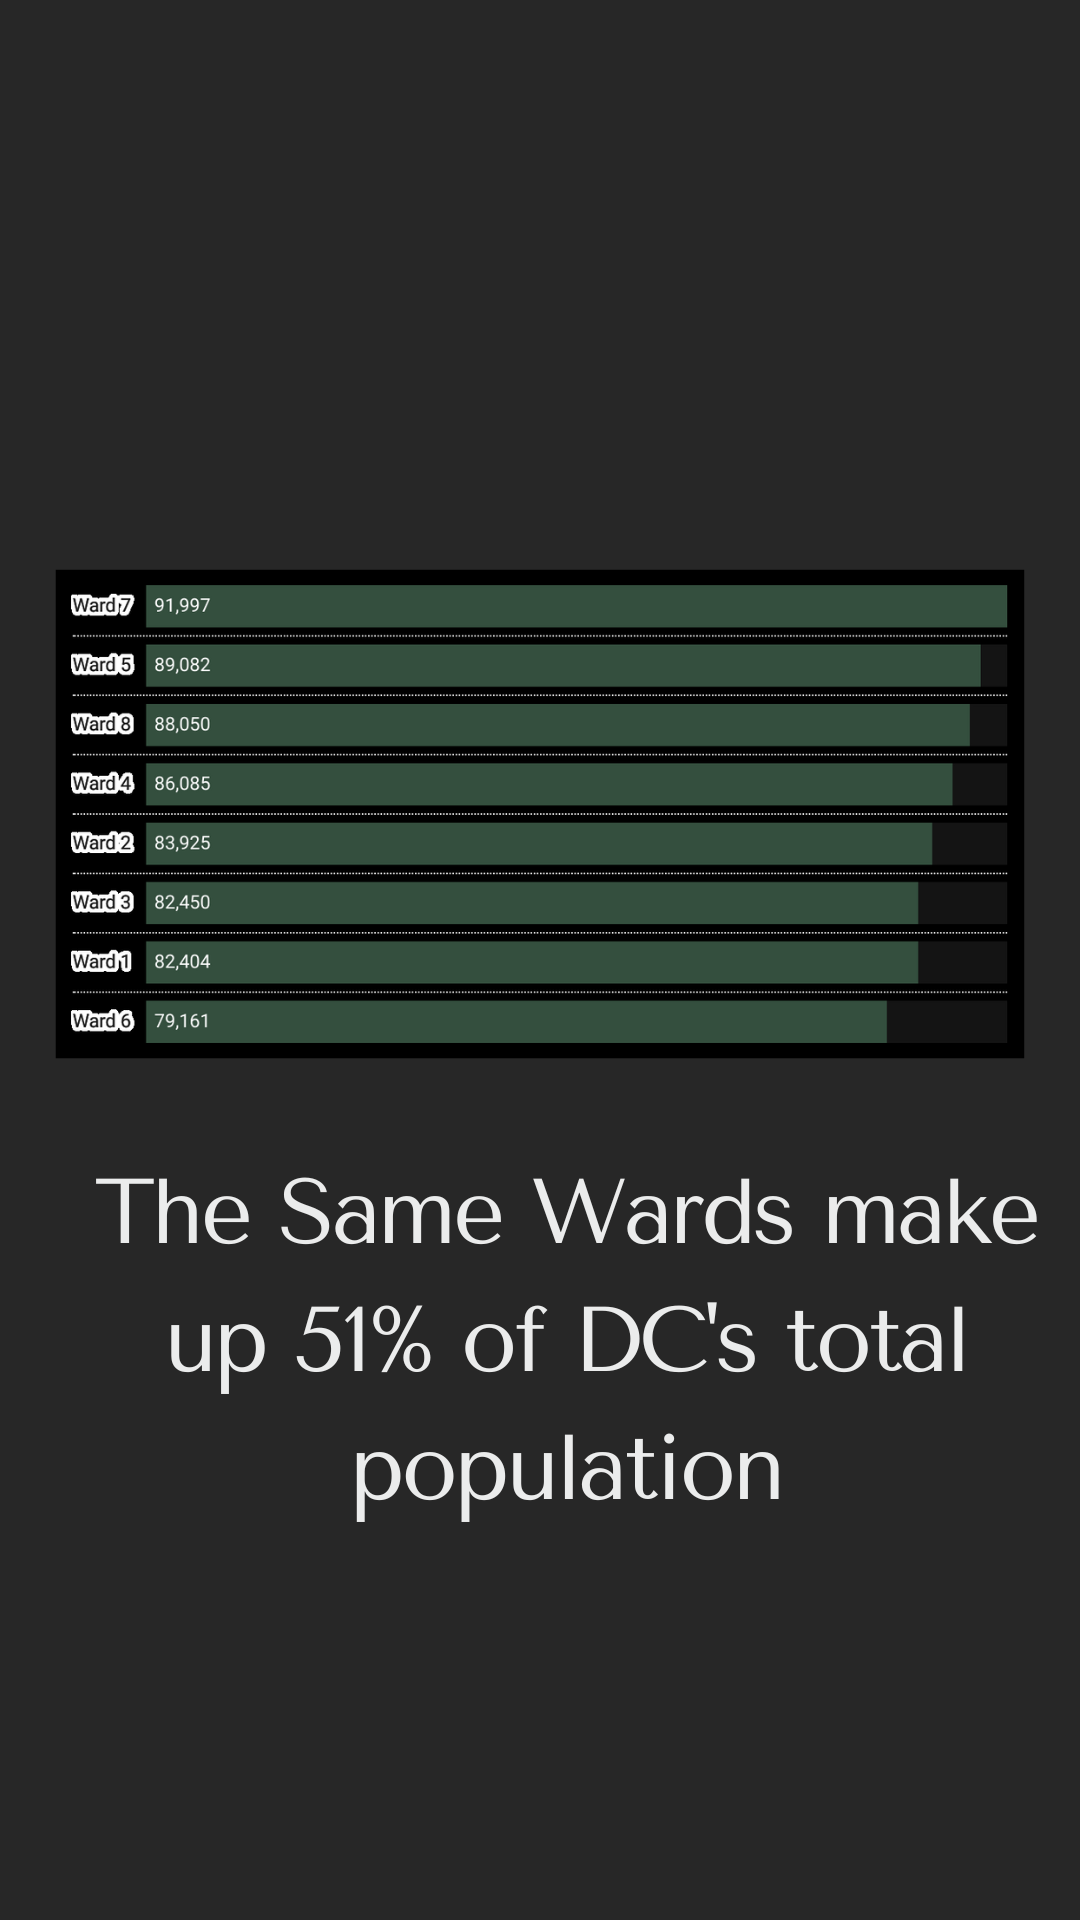 Ward 7 91,997
Ward 5 89,082
Ward 8 88,050
Ward 4 86,085
Ward 2 83,925
Ward 3 82,450
Ward 1 82,404
Ward 6 79,161
The Same Wards make
up 51% of DC's total
population